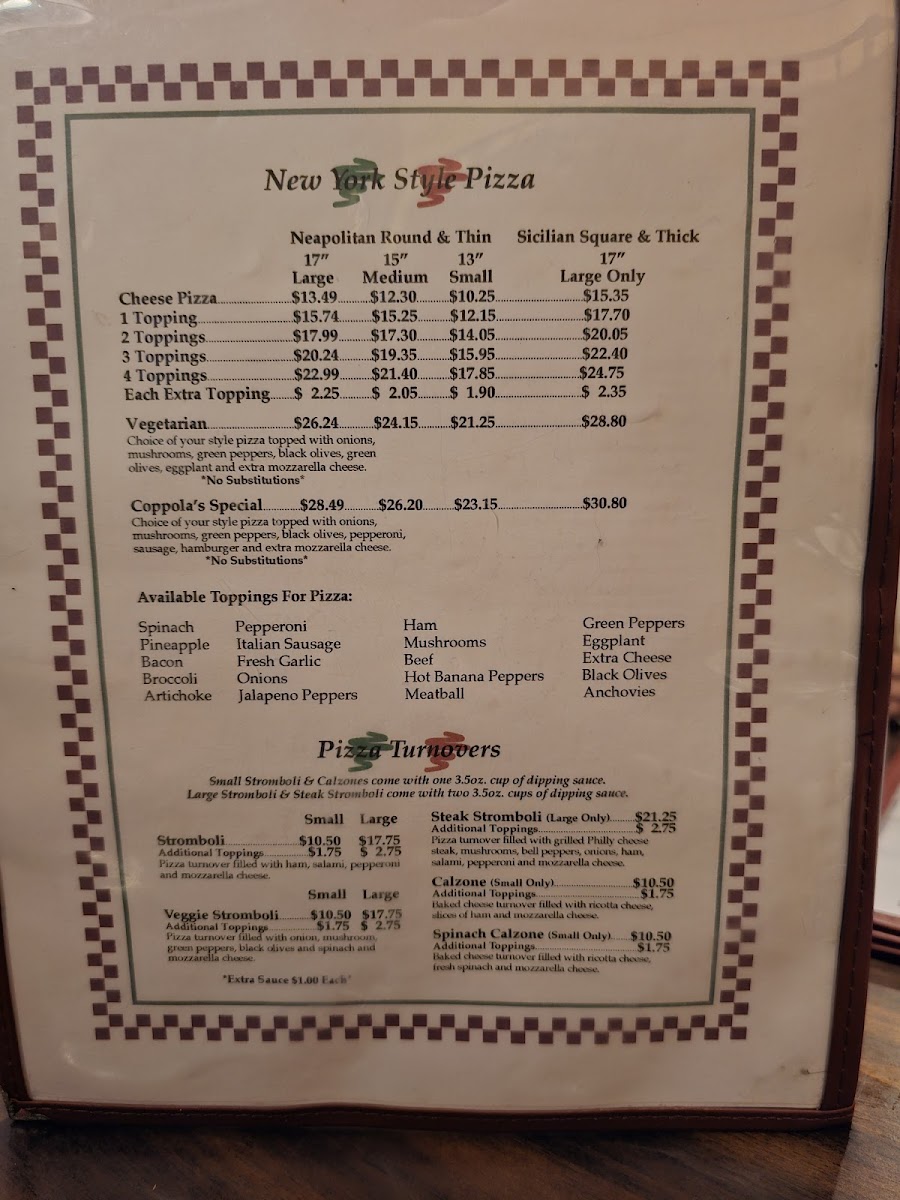 New York Style Pizza
Neapolitan Round & Thin Sicilian Square & Thick
17" 15" 13" 17"
Large Medium Small Large Only
Cheese Pizza $13.49 $12.30 $10.25 $15.35
1 Topping $15.74 $15.25 $12.15 $17.70
2 Toppings $17.99 $17.30 $14.05 $20.05
3 Toppings $20.24 $19.35 $15.95 $22.40
4 Toppings $22.99 $21.40 $17.85 $24.75
Each Extra Topping $ 2.25 $ 2.05 $ 1.90 $ 2.35
Vegetarian $26.24 $24.15 $21.25 $28.80
Choice of your style pizza topped with onions,
mushrooms, green peppers, black olives, green
olives, eggplant and extra mozzarella cheese.
*No Substitutions*
Coppola's Special $28.49 $26.20 $23.15 $30.80
Choice of your style pizza topped with onions,
mushrooms, green peppers, black olives, pepperoni,
sausage, hamburger and extra mozzarella cheese.
*No Substitutions*
Available Toppings For Pizza:
Spinach Pepperoni Ham Green Peppers
Pineapple Italian Sausage Mushrooms Eggplant
Bacon Fresh Garlic Beef Extra Cheese
Broccoli Onions Hot Banana Peppers Black Olives
Artichoke Jalapeno Peppers Meatball Anchovies
Pizza Turnovers
Small Stromboli & Calzones come with one 3.5oz. cup of dipping sauce.
Large Stromboli & Steak Stromboli come with two 3.5oz. cups of dipping sauce.
Small Large
Stromboli $10.50 $17.75
Additional Toppings $1.75 $ 2.75
Pizza turnover filled with ham, salami, pepperoni
and mozzarella cheese.
Small Large
Veggie Stromboli $10.50 $17.75
Additional Toppings $1.75 $ 2.75
Pizza turnover filled with onion, mushroom,
green peppers, black olives and spinach and
mozzarella cheese.
*Extra Sauce $1.00 Each*
Steak Stromboli (Large Only) $21.25
Additional Toppings $ 2.75
Pizza turnover filled with grilled Philly cheese
steak, mushrooms, bell peppers, onions, ham,
salami, pepperoni and mozzarella cheese.
Calzone (Small Only) $10.50
Additional Toppings $1.75
Baked cheese turnover filled with ricotta cheese,
slices of ham and mozzarella cheese.
Spinach Calzone (Small Only) $10.50
Additional Toppings $1.75
Baked cheese turnover filled with ricotta cheese,
fresh spinach and mozzarella cheese.